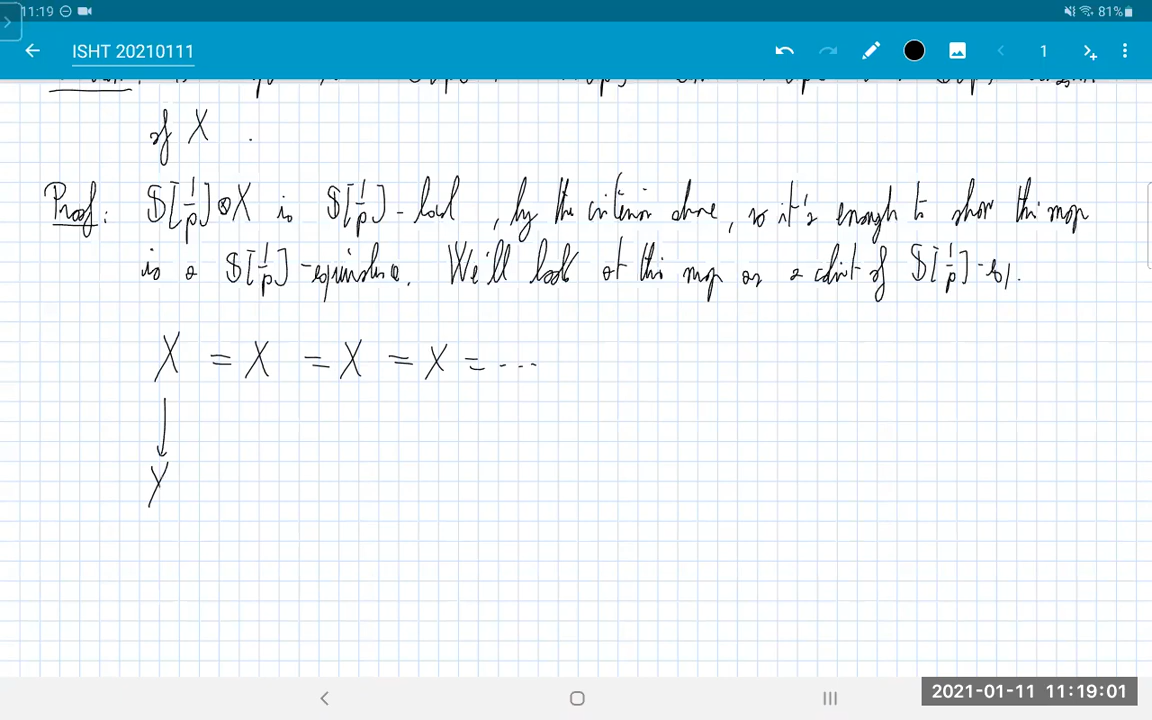 11:19
81%
ISHT 20210111
1
of X .
Proof: $[1/p]⊗X is $[1/p]-local, by the criterion above, so it's enough to show this map
is a $[1/p]-equivalence. We'll look at this map as a colimit of $[1/p]-eq.
X = X = X = X = ...
↓
X
2021-01-11 11:19:01